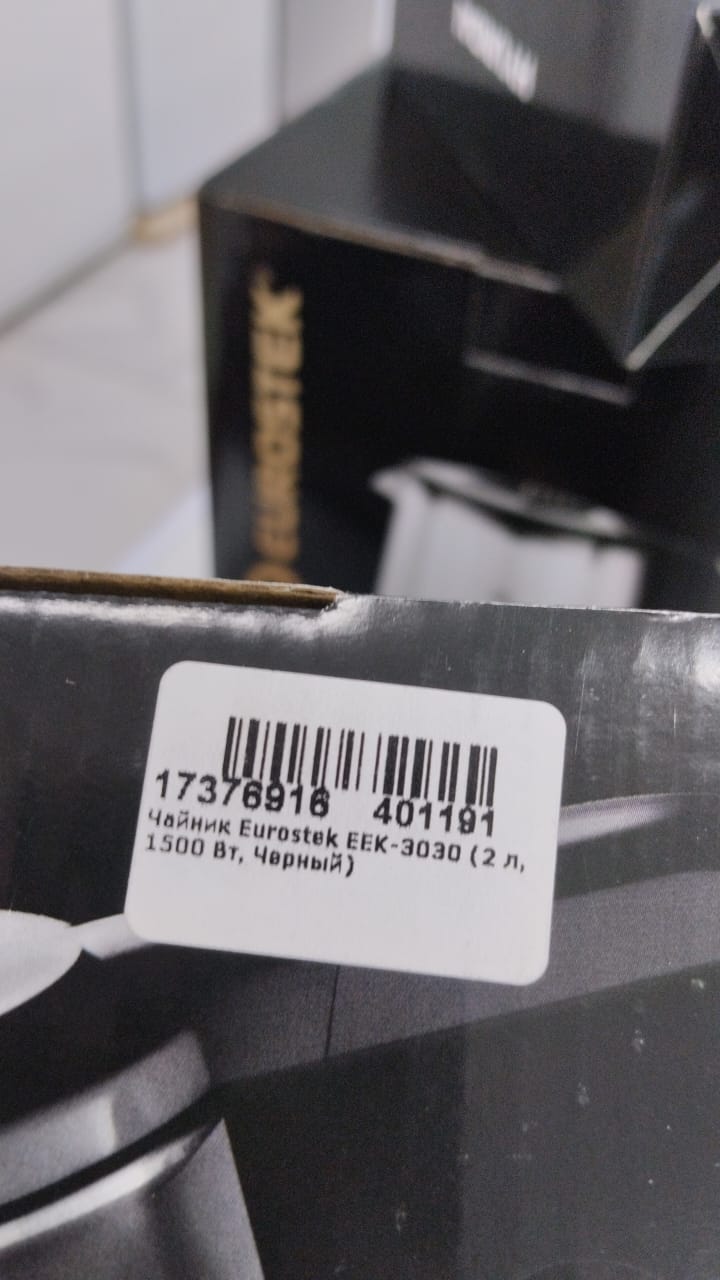 EUROSTEK
17376916 401191
Чайник Eurostek EEK-3030 (2 л,
1500 Вт, Черный)